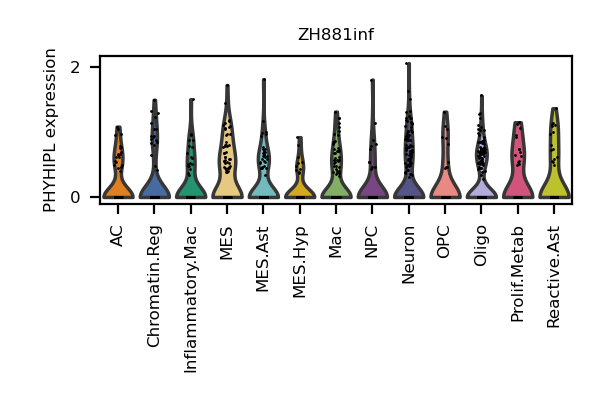 ZH881inf
PHYHIPL expression
2
0
AC
Chromatin.Reg
Inflammatory.Mac
MES
MES.Ast
MES.Hyp
Mac
NPC
Neuron
OPC
Oligo
Prolif.Metab
Reactive.Ast